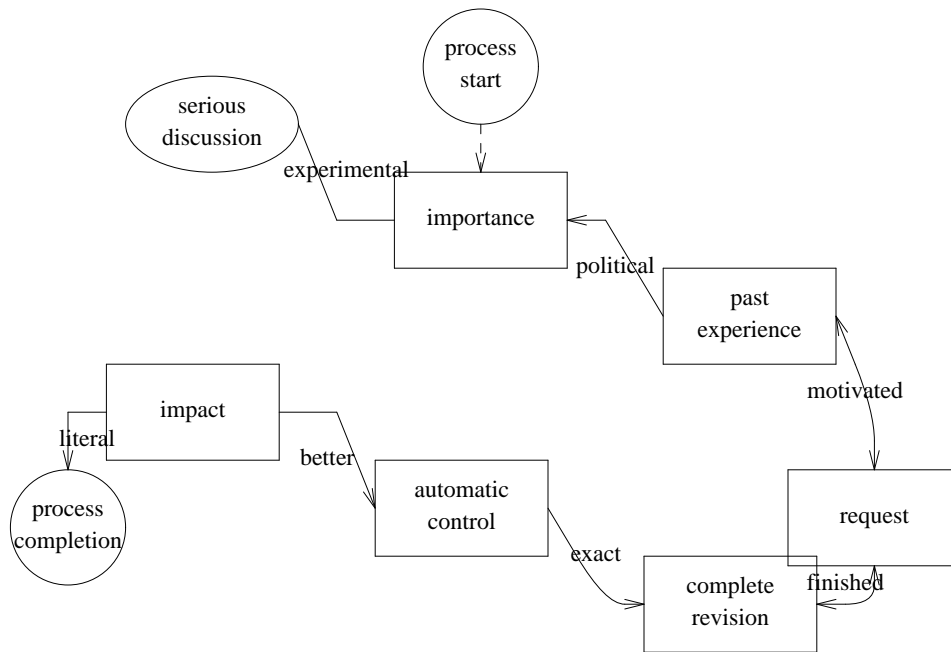 process
start
serious
discussion
experimental
importance
political
past
experience
motivated
impact
literal
better
process
completion
automatic
control
request
exact
complete
revision
finished